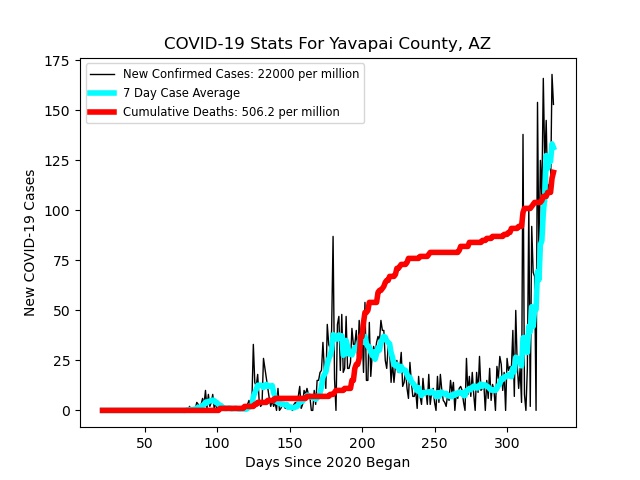 COVID-19 Stats For Yavapai County, AZ
New Confirmed Cases: 22000 per million
7 Day Case Average
Cumulative Deaths: 506.2 per million
New COVID-19 Cases
175
150
125
100
75
50
25
0
50 100 150 200 250 300
Days Since 2020 Began